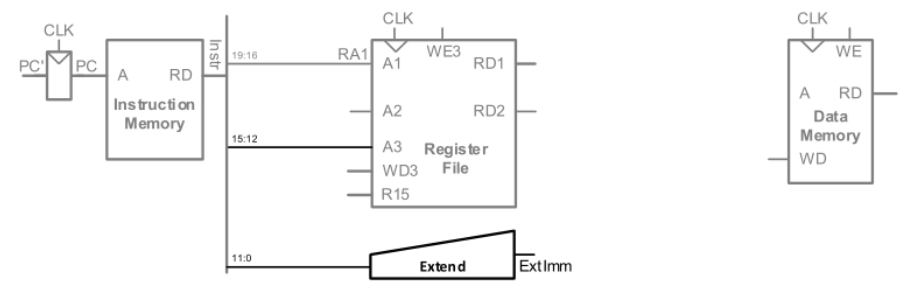 CLK
PC'
PC
A
RD
Instruction
Memory
Instr
19:16
RA1
15:12
11:0
CLK
WE3
A1
RD1
A2
RD2
A3
Register
File
WD3
R15
Extend
ExtImm
CLK
WE
A
RD
Data
Memory
WD